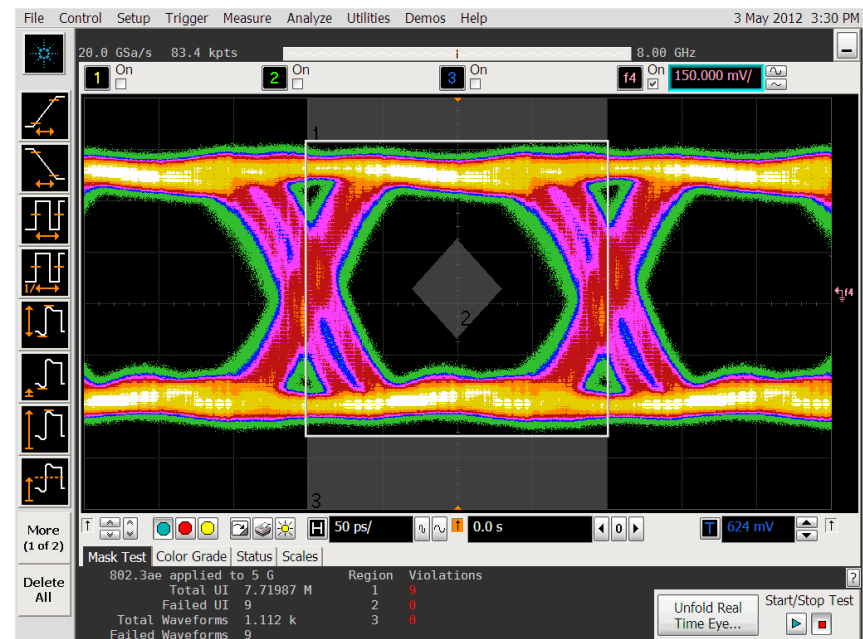 File Control Setup Trigger Measure Analyze Utilities Demos Help 3 May 2012 3:30 PM
20.0 GSa/s 83.4 kpts 8.00 GHz
1 On 2 On 3 On f4 On 150.000 mV/
1
f4
2
3
1/
More
(1 of 2)
Delete
All
H 50 ps/ 0.0 s 0 T 624 mV
Mask Test Color Grade Status Scales
802.3ae applied to 5 G Region Violations
Total UI 7.71987 M 1 9
Failed UI 9 2 0
Total Waveforms 1.112 k 3 0
Failed Waveforms 9
?
Unfold Real
Time Eye...
Start/Stop Test